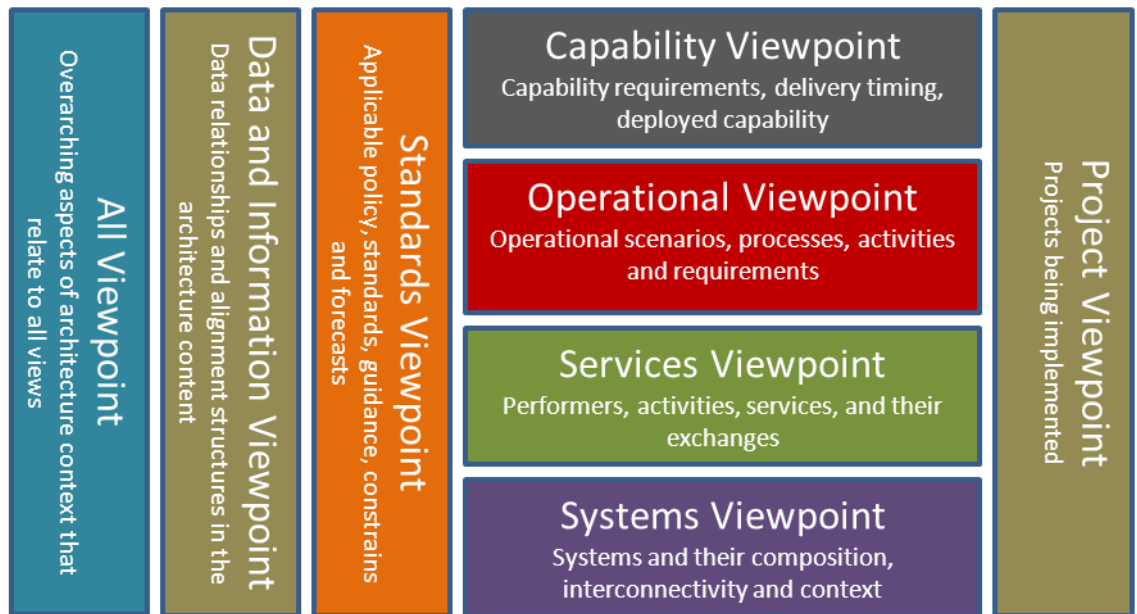 All Viewpoint
Overarching aspects of architecture context that
relate to all views
Data and Information Viewpoint
Data relationships and alignment structures in the
architecture content
Standards Viewpoint
Applicable policy, standards, guidance, constrains
and forecasts
Capability Viewpoint
Capability requirements, delivery timing,
deployed capability
Operational Viewpoint
Operational scenarios, processes, activities
and requirements
Services Viewpoint
Performers, activities, services, and their
exchanges
Systems Viewpoint
Systems and their composition,
interconnectivity and context
Project Viewpoint
Projects being implemented